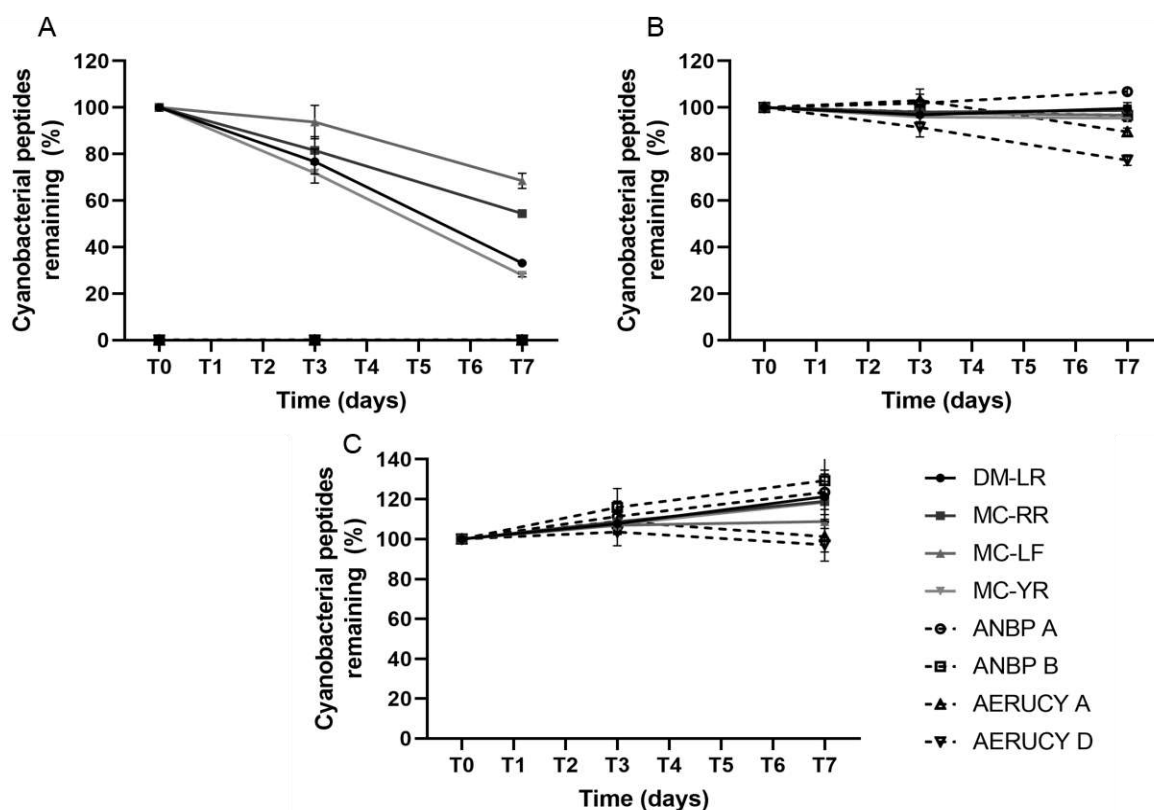 A
Cyanobacterial peptides
remaining (%)
120
100
80
60
40
20
0
T0 T1 T2 T3 T4 T5 T6 T7
Time (days)
B
Cyanobacterial peptides
remaining (%)
120
100
80
60
40
20
0
T0 T1 T2 T3 T4 T5 T6 T7
Time (days)
C
Cyanobacterial peptides
remaining (%)
140
120
100
80
60
40
20
0
T0 T1 T2 T3 T4 T5 T6 T7
Time (days)
DM-LR
MC-RR
MC-LF
MC-YR
ANBP A
ANBP B
AERUCY A
AERUCY D